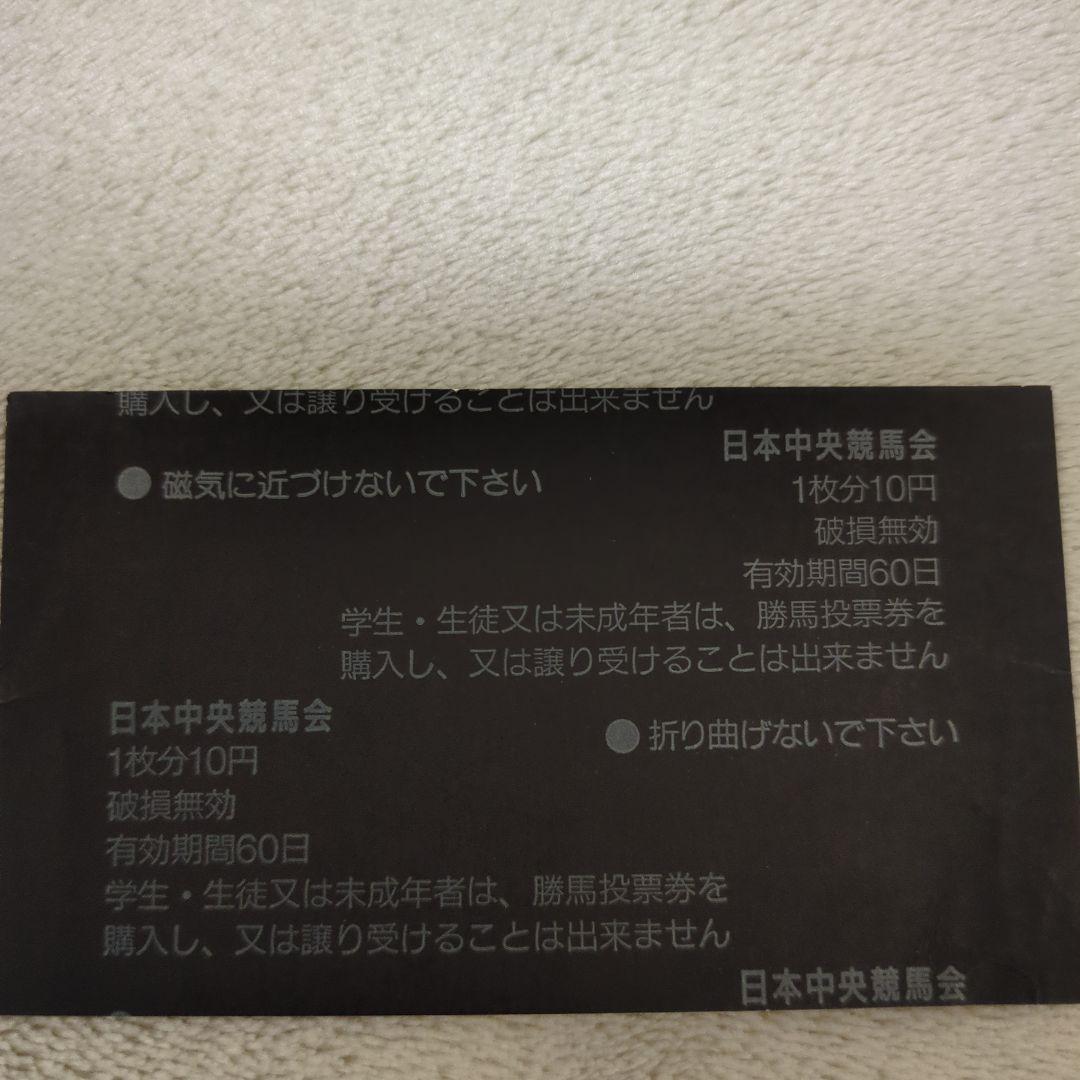 購入し、又は譲り受けることは出来ません
日本中央競馬会
● 磁気に近づけないで下さい
1枚分10円
破損無効
有効期間60日
学生・生徒又は未成年者は、勝馬投票券を
購入し、又は譲り受けることは出来ません
日本中央競馬会
● 折り曲げないで下さい
1枚分10円
破損無効
有効期間60日
学生・生徒又は未成年者は、勝馬投票券を
購入し、又は譲り受けることは出来ません
日本中央競馬会